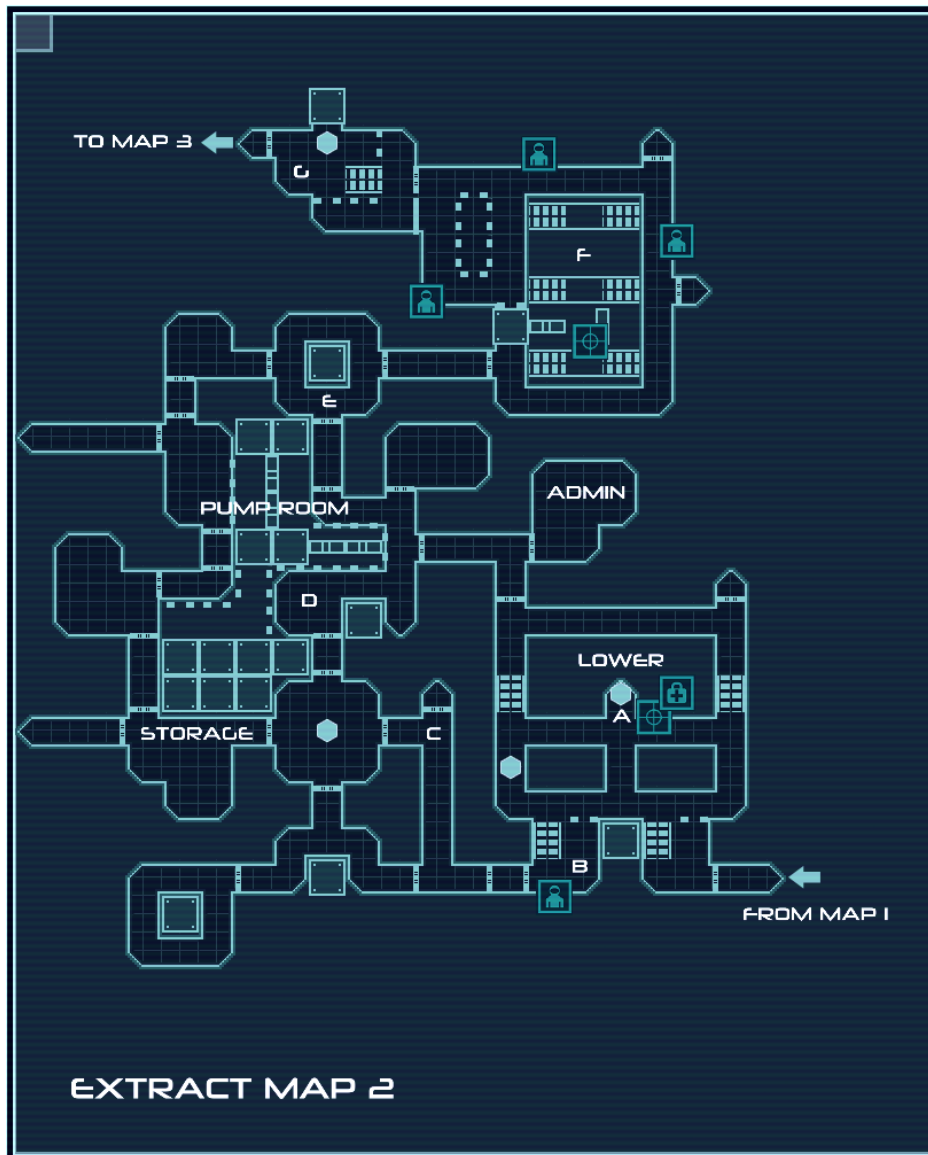 TO MAP 3
G
F
E
ADMIN
PUMP ROOM
D
LOWER
A
STORAGE
C
B
FROM MAP 1
EXTRACT MAP 2